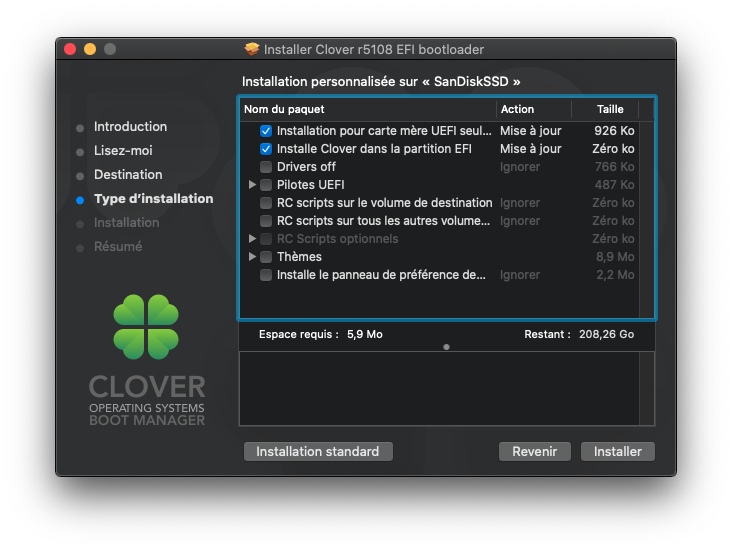 Installer Clover r5108 EFI bootloader
Installation personnalisée sur « SanDiskSSD »
Introduction
Lisez-moi
Destination
Type d’installation
Installation
Résumé
Nom du paquet Action Taille
Installation pour carte mère UEFI seul... Mise à jour 926 Ko
Installe Clover dans la partition EFI Mise à jour Zéro ko
Drivers off Ignorer 766 Ko
Pilotes UEFI 487 Ko
RC scripts sur le volume de destination Ignorer Zéro ko
RC scripts sur tous les autres volume... Ignorer Zéro ko
RC Scripts optionnels Zéro ko
Thèmes 8,9 Mo
Installe le panneau de préférence de... Ignorer 2,2 Mo
Espace requis : 5,9 Mo Restant : 208,26 Go
CLOVER
OPERATING SYSTEMS
BOOT MANAGER
Installation standard Revenir Installer